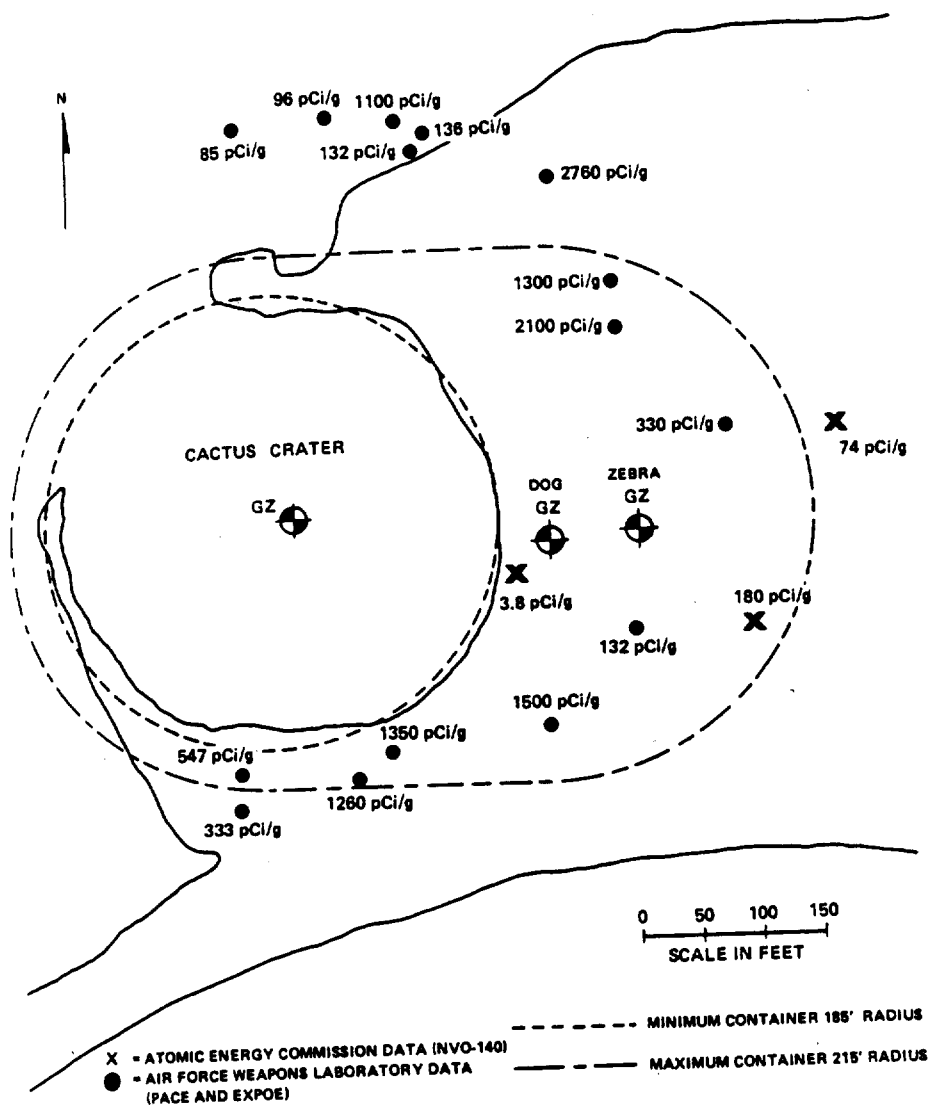 N
96 pCi/g
1100 pCi/g
85 pCi/g
132 pCi/g
136 pCi/g
2760 pCi/g
1300 pCi/g
2100 pCi/g
330 pCi/g
74 pCi/g
CACTUS CRATER
GZ
DOG
GZ
ZEBRA
GZ
3.8 pCi/g
180 pCi/g
132 pCi/g
1500 pCi/g
1350 pCi/g
547 pCi/g
1260 pCi/g
333 pCi/g
0 50 100 150
SCALE IN FEET
X = ATOMIC ENERGY COMMISSION DATA (NVO-140)
● = AIR FORCE WEAPONS LABORATORY DATA
(PACE AND EXPOE)
MINIMUM CONTAINER 185' RADIUS
MAXIMUM CONTAINER 215' RADIUS